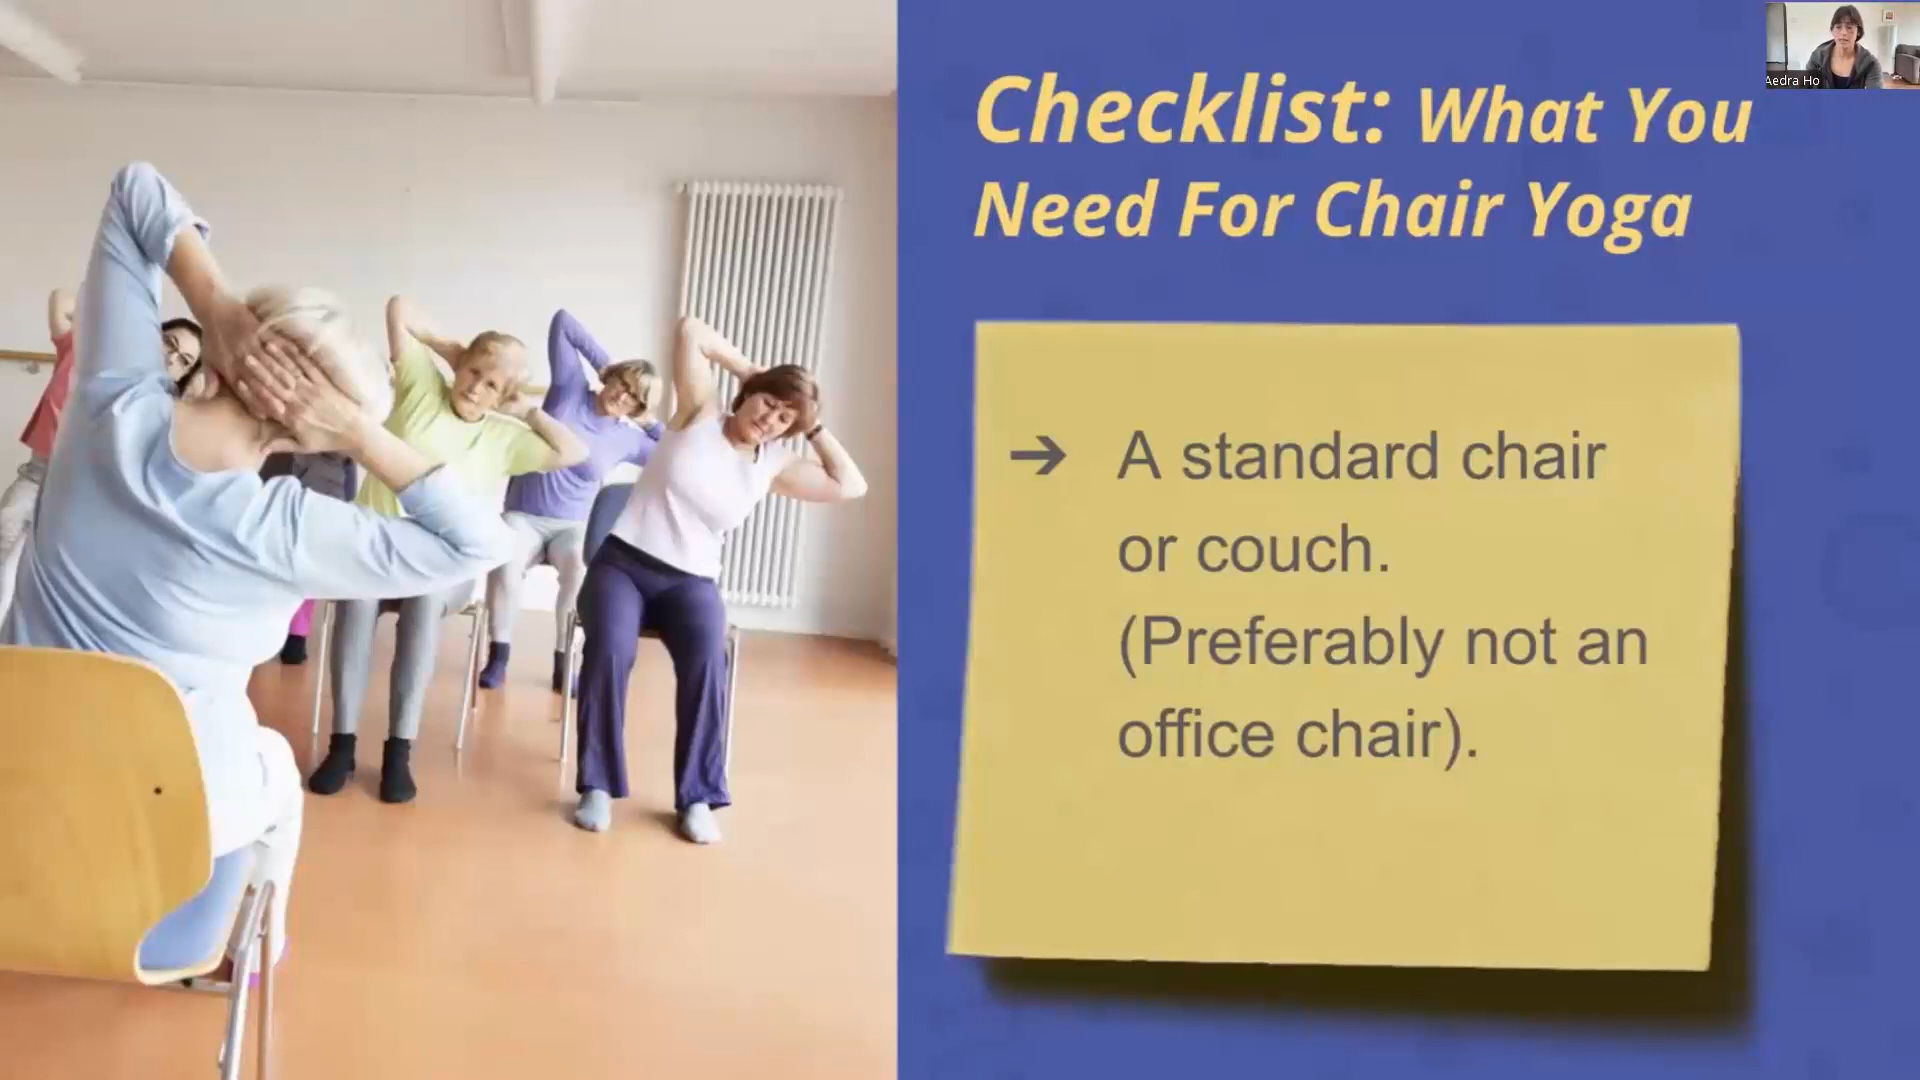 Checklist: What You
Need For Chair Yoga
➔ A standard chair
or couch.
(Preferably not an
office chair).
Aedra Ho